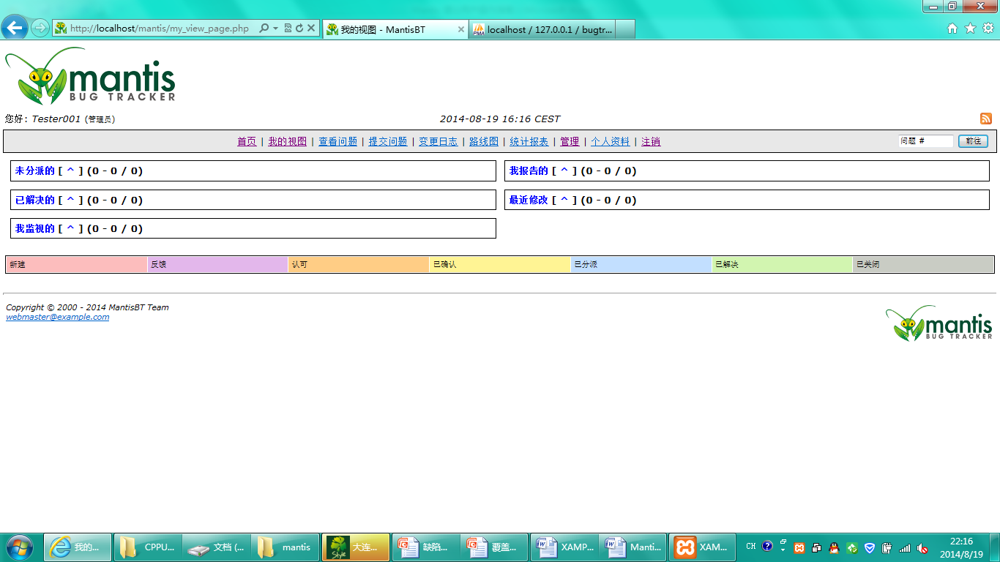 http://localhost/mantis/my_view_page.php
我的视图 - MantisBT
localhost / 127.0.0.1 / bugtr...
mantis
BUG TRACKER
您好: Tester001 (管理员)
2014-08-19 16:16 CEST
首页 | 我的视图 | 查看问题 | 提交问题 | 变更日志 | 路线图 | 统计报表 | 管理 | 个人资料 | 注销
问题 #
前往
未分派的 [ ^ ] (0 - 0 / 0)
我报告的 [ ^ ] (0 - 0 / 0)
已解决的 [ ^ ] (0 - 0 / 0)
最近修改 [ ^ ] (0 - 0 / 0)
我监视的 [ ^ ] (0 - 0 / 0)
新建
反馈
认可
已确认
已分派
已解决
已关闭
Copyright © 2000 - 2014 MantisBT Team
webmaster@example.com
mantis
BUG TRACKER
我的...
CPPU...
文档 (...
mantis
Style
大连...
缺陷...
覆盖...
XAMP...
Manti...
XAM...
CH
22:16
2014/8/19